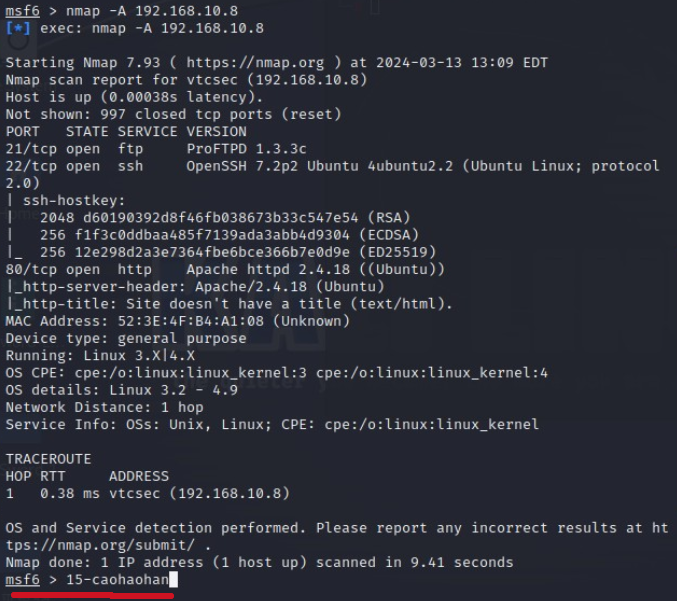 msf6 > nmap -A 192.168.10.8
[*] exec: nmap -A 192.168.10.8

Starting Nmap 7.93 ( https://nmap.org ) at 2024-03-13 13:09 EDT
Nmap scan report for vtcsec (192.168.10.8)
Host is up (0.00038s latency).
Not shown: 997 closed tcp ports (reset)
PORT   STATE SERVICE VERSION
21/tcp open  ftp     ProFTPD 1.3.3c
22/tcp open  ssh     OpenSSH 7.2p2 Ubuntu 4ubuntu2.2 (Ubuntu Linux; protocol
2.0)
| ssh-hostkey:
|   2048 d60190392d8f46fb038673b33c547e54 (RSA)
|   256 f1f3c0ddbaa485f7139ada3abb4d9304 (ECDSA)
|_  256 12e298d2a3e7364fbe6bce366b7e0d9e (ED25519)
80/tcp open  http    Apache httpd 2.4.18 ((Ubuntu))
|_http-server-header: Apache/2.4.18 (Ubuntu)
|_http-title: Site doesn't have a title (text/html).
MAC Address: 52:3E:4F:B4:A1:08 (Unknown)
Device type: general purpose
Running: Linux 3.X|4.X
OS CPE: cpe:/o:linux:linux_kernel:3 cpe:/o:linux:linux_kernel:4
OS details: Linux 3.2 - 4.9
Network Distance: 1 hop
Service Info: OSs: Unix, Linux; CPE: cpe:/o:linux:linux_kernel

TRACEROUTE
HOP RTT     ADDRESS
1   0.38 ms vtcsec (192.168.10.8)

OS and Service detection performed. Please report any incorrect results at ht
tps://nmap.org/submit/ .
Nmap done: 1 IP address (1 host up) scanned in 9.41 seconds
msf6 > 15-caohaohan